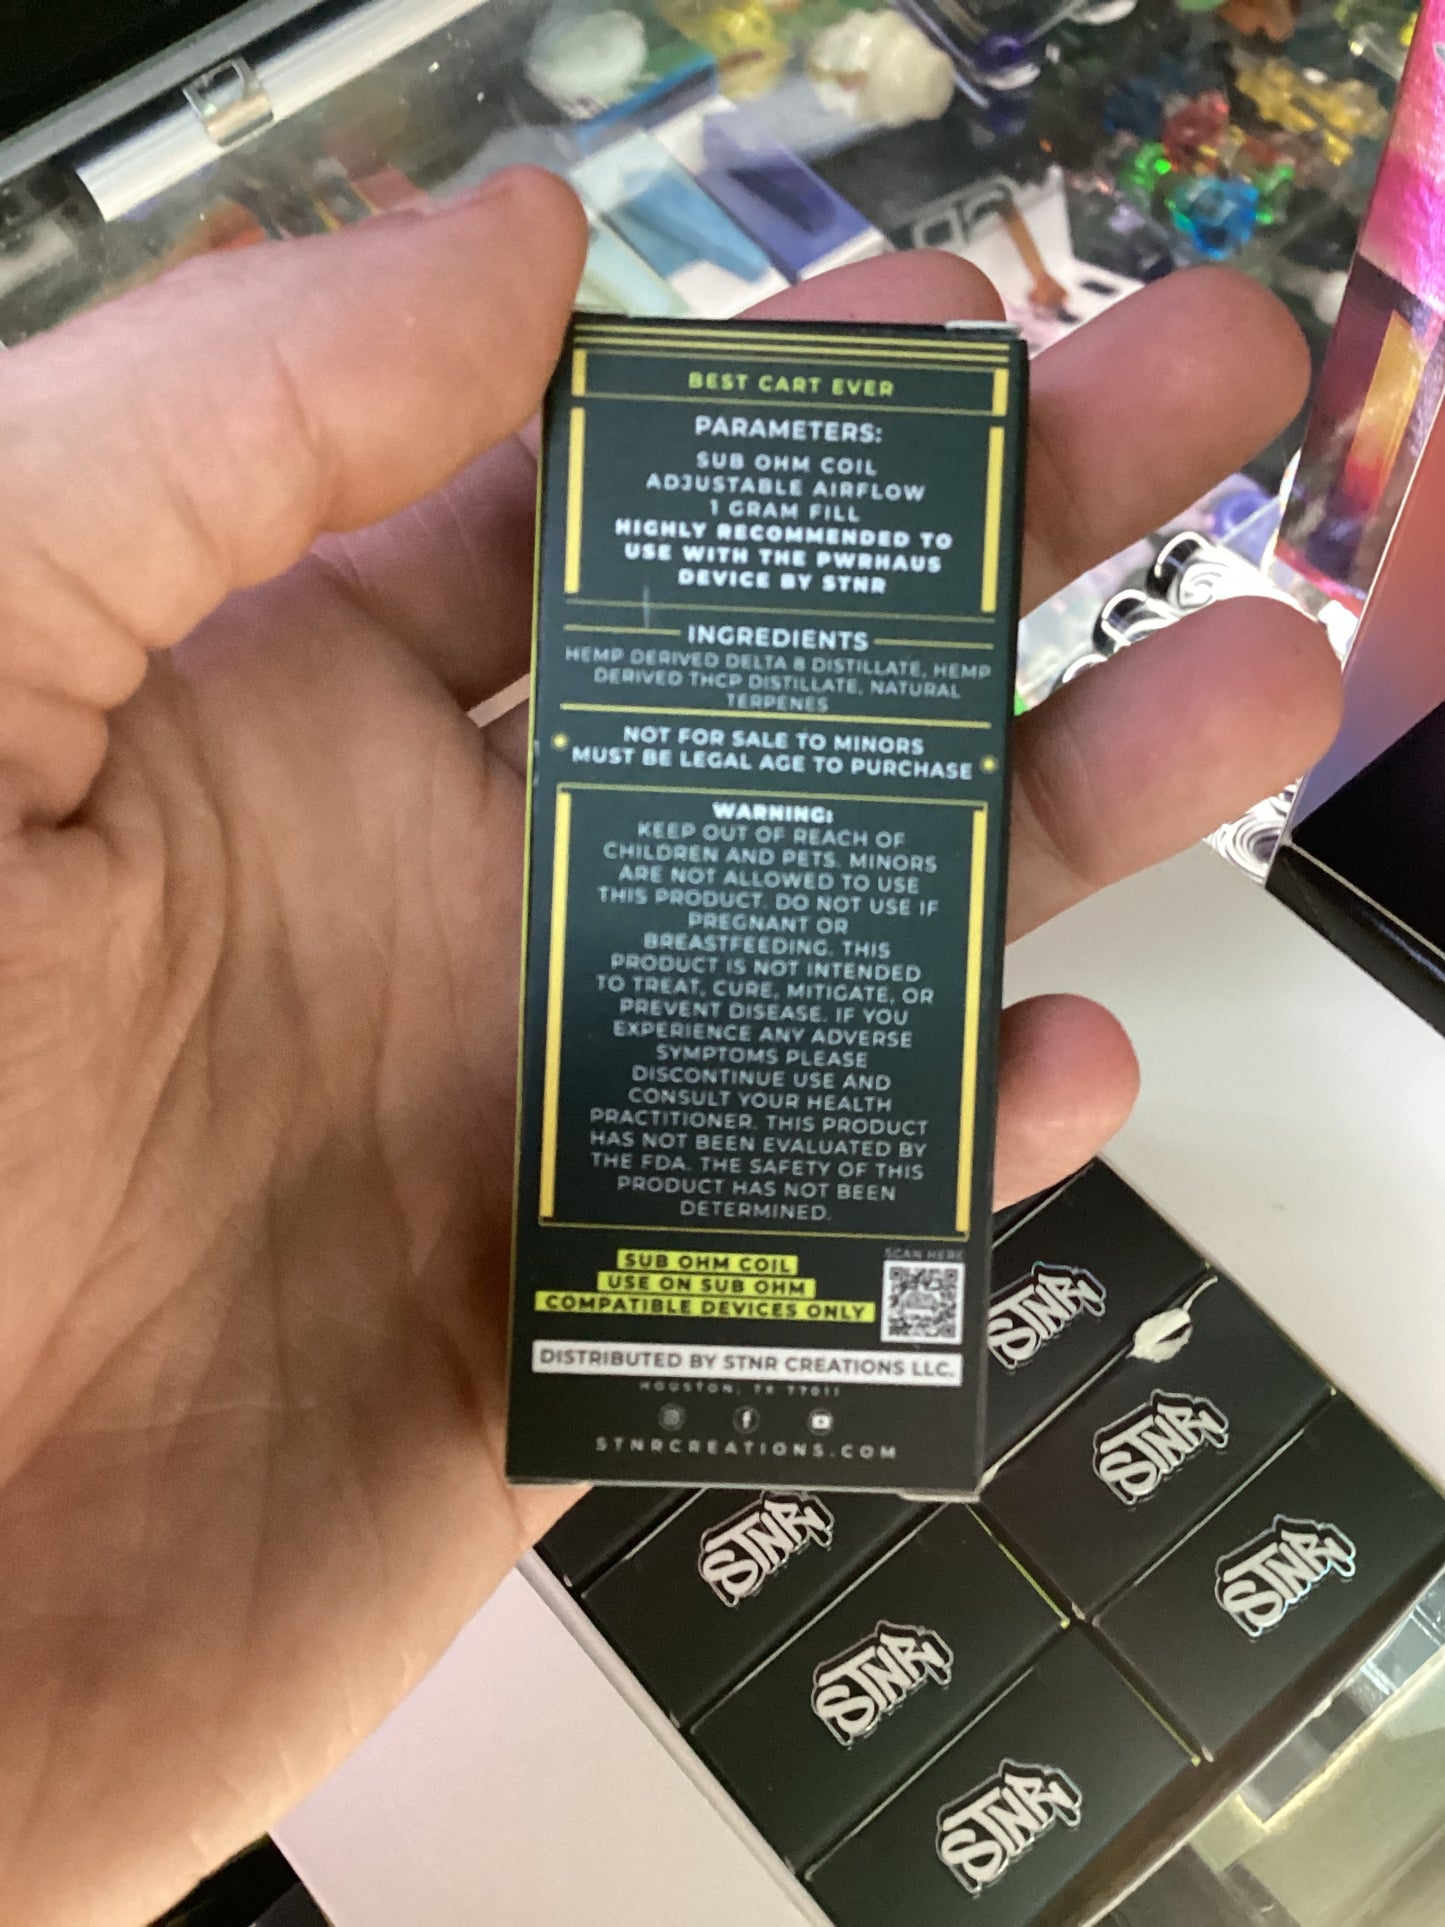 BEST CART EVER
PARAMETERS:
SUB OHM COIL
ADJUSTABLE AIRFLOW
1 GRAM FILL
HIGHLY RECOMMENDED TO
USE WITH THE PWRHAUS
DEVICE BY STNR
INGREDIENTS
HEMP DERIVED DELTA 8 DISTILLATE, HEMP
DERIVED THCP DISTILLATE, NATURAL
TERPENES
NOT FOR SALE TO MINORS
MUST BE LEGAL AGE TO PURCHASE
WARNING:
KEEP OUT OF REACH OF
CHILDREN AND PETS. MINORS
ARE NOT ALLOWED TO USE
THIS PRODUCT. DO NOT USE IF
PREGNANT OR
BREASTFEEDING. THIS
PRODUCT IS NOT INTENDED
TO TREAT, CURE, MITIGATE, OR
PREVENT DISEASE. IF YOU
EXPERIENCE ANY ADVERSE
SYMPTOMS PLEASE
DISCONTINUE USE AND
CONSULT YOUR HEALTH
PRACTITIONER. THIS PRODUCT
HAS NOT BEEN EVALUATED BY
THE FDA. THE SAFETY OF THIS
PRODUCT HAS NOT BEEN
DETERMINED.
SCAN HERE
SUB OHM COIL
USE ON SUB OHM
COMPATIBLE DEVICES ONLY
DISTRIBUTED BY STNR CREATIONS LLC.
HOUSTON, TX 77011
STNRCREATIONS.COM
STNR
STNR
STNR
STNR
STNR
STNR